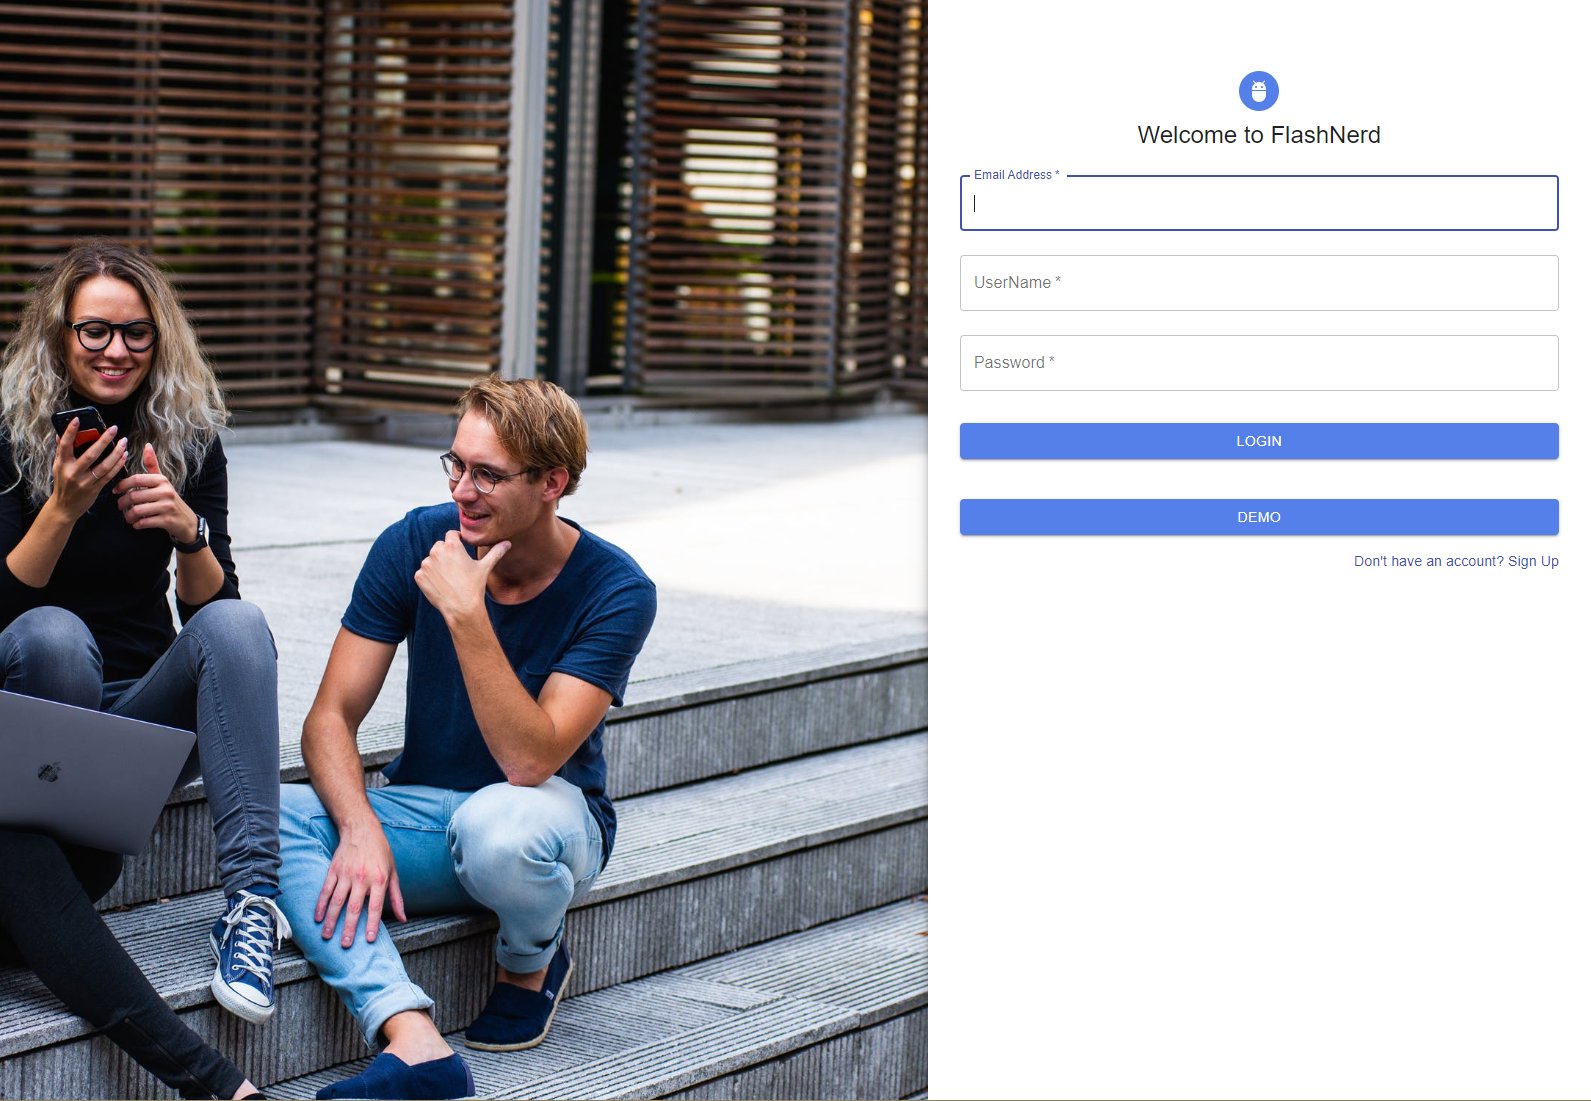 Welcome to FlashNerd
Email Address *
UserName *
Password *
LOGIN
DEMO
Don't have an account? Sign Up